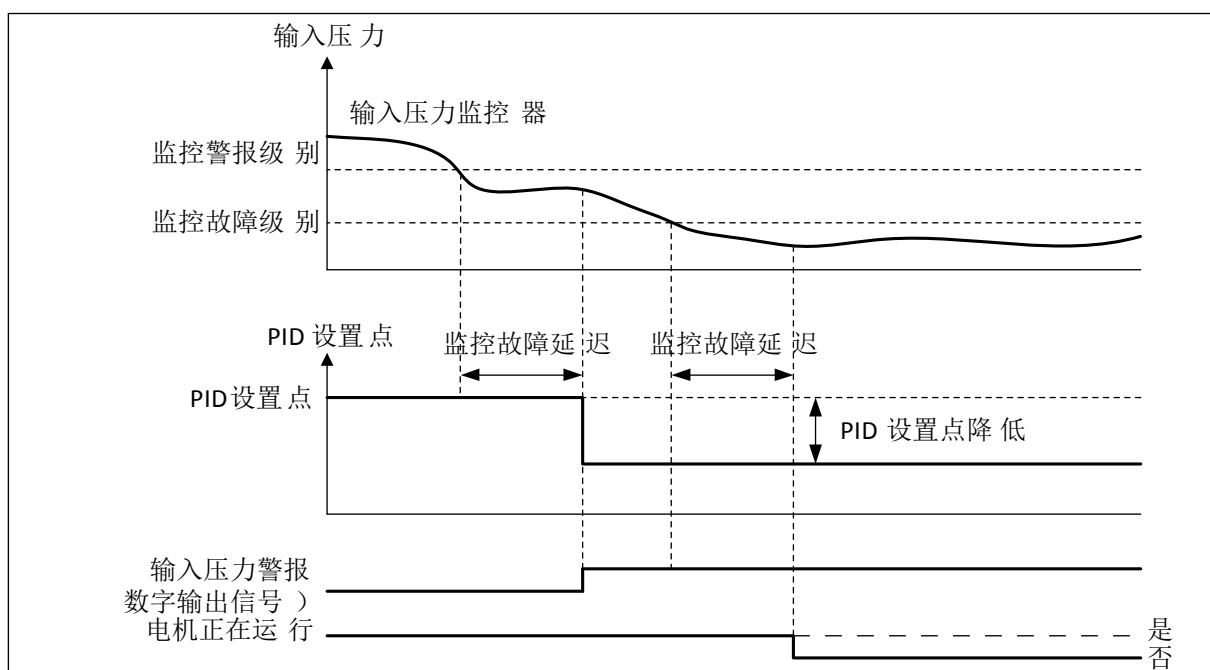 输入压 力
输入压力监控 器
监控警报级 别
监控故障级 别
PID 设置 点
监控故障延 迟
监控故障延 迟
PID设置 点
PID 设置点降 低
输入压力警报
数字输出信号 ）
电机正在运 行
是
否